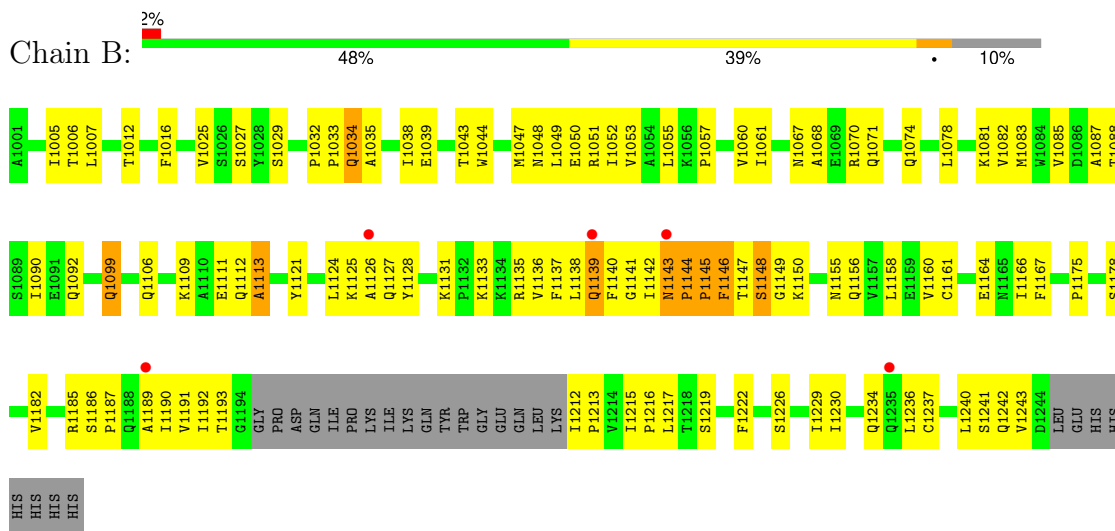 2%
Chain B:
48% 39% • 10%
A1001 I1005 T1006 L1007 T1012 F1016 V1025 S1026 S1027 Y1028 S1029 P1032 P1033 Q1034 A1035 I1038 E1039 T1043 W1044 M1047 N1048 L1049 E1050 R1051 I1052 V1053 A1054 L1055 K1056 P1057 V1060 I1061 N1067 A1068 E1069 R1070 Q1071 Q1074 L1078 K1081 V1082 M1083 W1084 V1085 D1086 A1087 T1088
S1089 I1090 E1091 Q1092 Q1099 Q1106 K1109 A1110 E1111 Q1112 A1113 Y1121 L1124 K1125 A1126 Q1127 Y1128 K1131 P1132 K1133 K1134 R1135 V1136 F1137 L1138 Q1139 F1140 G1141 I1142 N1143 P1144 P1145 F1146 T1147 S1148 G1149 K1150 N1155 Q1156 V1157 L1158 E1159 V1160 C1161 E1164 N1165 I1166 F1167 P1175 S1178
V1182 R1185 S1186 P1187 Q1188 A1189 I1190 V1191 I1192 T1193 G1194 GLY PRO ASP GLN ILE PRO LYS ILE LYS GLN TYR TRP GLY GLU GLN LEU LYS I1212 P1213 V1214 I1215 P1216 L1217 T1218 S1219 F1222 S1226 I1229 I1230 Q1234 Q1235 L1236 C1237 L1240 S1241 Q1242 V1243 D1244 LEU GLU HIS HIS
HIS HIS HIS HIS